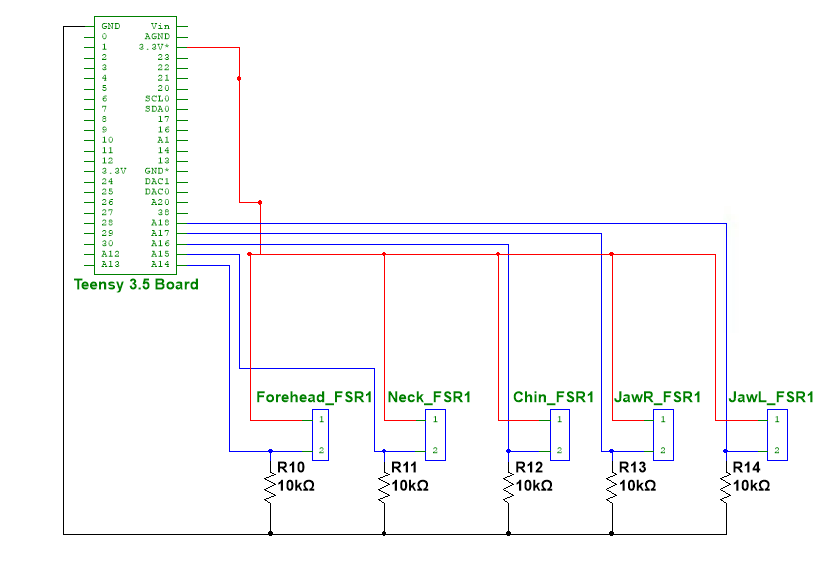 GND Vin
0 AGND
1 3.3V*
2 23
3 22
4 21
5 20
6 SCL0
7 SDA0
8 17
9 16
10 A1
11 14
12 13
3.3V GND*
24 DAC1
25 DAC0
26 A20
27 38
28 A18
29 A17
30 A16
A12 A15
A13 A14
Teensy 3.5 Board
Forehead_FSR1 Neck_FSR1 Chin_FSR1 JawR_FSR1 JawL_FSR1
1 1 1 1 1
2 2 2 2 2
R10 R11 R12 R13 R14
10kΩ 10kΩ 10kΩ 10kΩ 10kΩ